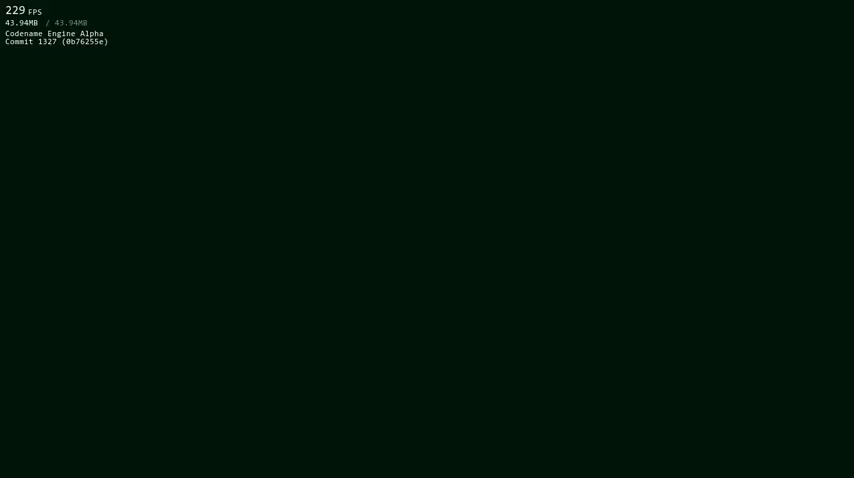 229 FPS
43.94MB / 43.94MB
Codename Engine Alpha
Commit 1327 (0b76255e)